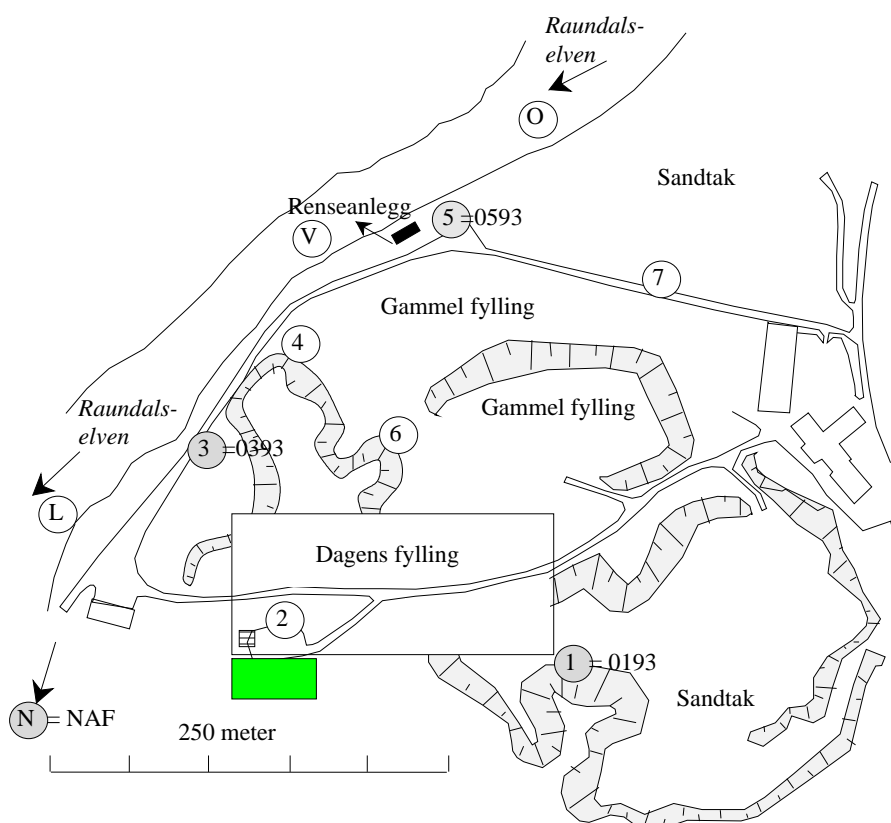 Raundals-
elven
O
Sandtak
Renseanlegg
5 =0593
V
7
Gammel fylling
4
Raundals-
elven
Gammel fylling
6
3 =0393
L
Dagens fylling
2
1 = 0193
Sandtak
N = NAF
250 meter